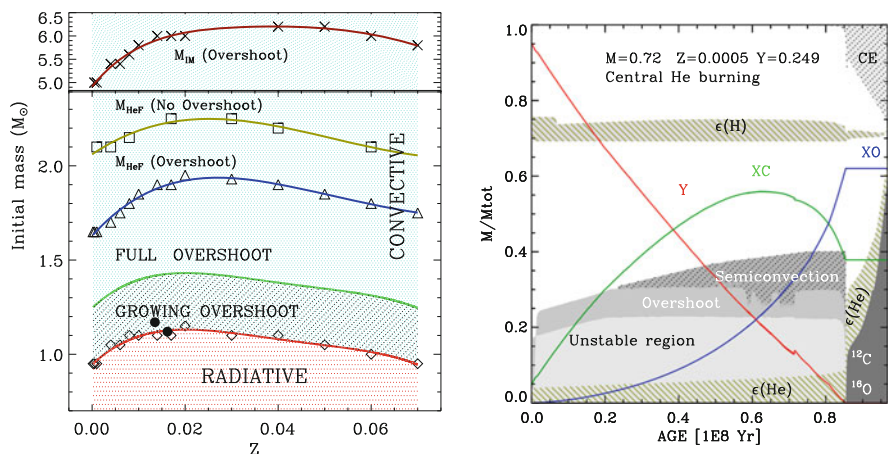 6.5
6.0
5.5
5.0
M_IM (Overshoot)
Initial mass (M⊙)
2.0
1.5
1.0
M_HeF (No Overshoot)
M_HeF (Overshoot)
CONVECTIVE
FULL OVERSHOOT
GROWING OVERSHOOT
RADIATIVE
0.00 0.02 0.04 0.06
Z
M/Mtot
1.0
0.8
0.6
0.4
0.2
0.0
M=0.72 Z=0.0005 Y=0.249
Central He burning
CE
ε(H)
Y
XC
XO
Semiconvection
Overshoot
Unstable region
ε(He)
ε(He)
¹²C
¹⁶O
0.0 0.2 0.4 0.6 0.8
AGE [1E8 Yr]